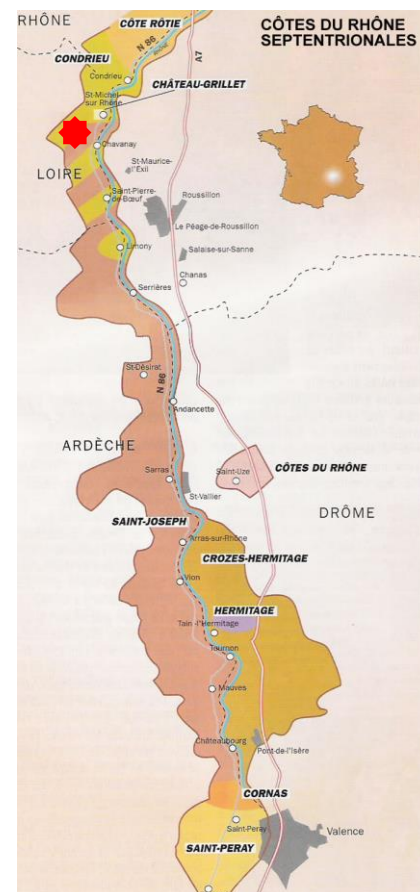 RHÔNE
CÔTE RÔTIE
CÔTES DU RHÔNE
SEPTENTRIONALES
N 86
A7
CONDRIEU
Condrieu
CHÂTEAU-GRILLET
St-Michel
sur Rhône
Chavanay
LOIRE
St-Maurice-
l'Exil
Saint-Pierre-
de-Bœuf
Roussillon
Le Péage-de-Roussillon
Limony
Salaise-sur-Sanne
Chanas
Serrières
St-Désirat
N 86
Andancette
ARDÈCHE
Sarras
Saint-Uze
CÔTES DU RHÔNE
St-Vallier
DRÔME
SAINT-JOSEPH
Arras-sur-Rhône
CROZES-HERMITAGE
Vion
HERMITAGE
Tain-l'Hermitage
Tournon
Mauves
Châteaubourg
Pont-de-l'Isère
CORNAS
Saint-Peray
Valence
SAINT-PERAY